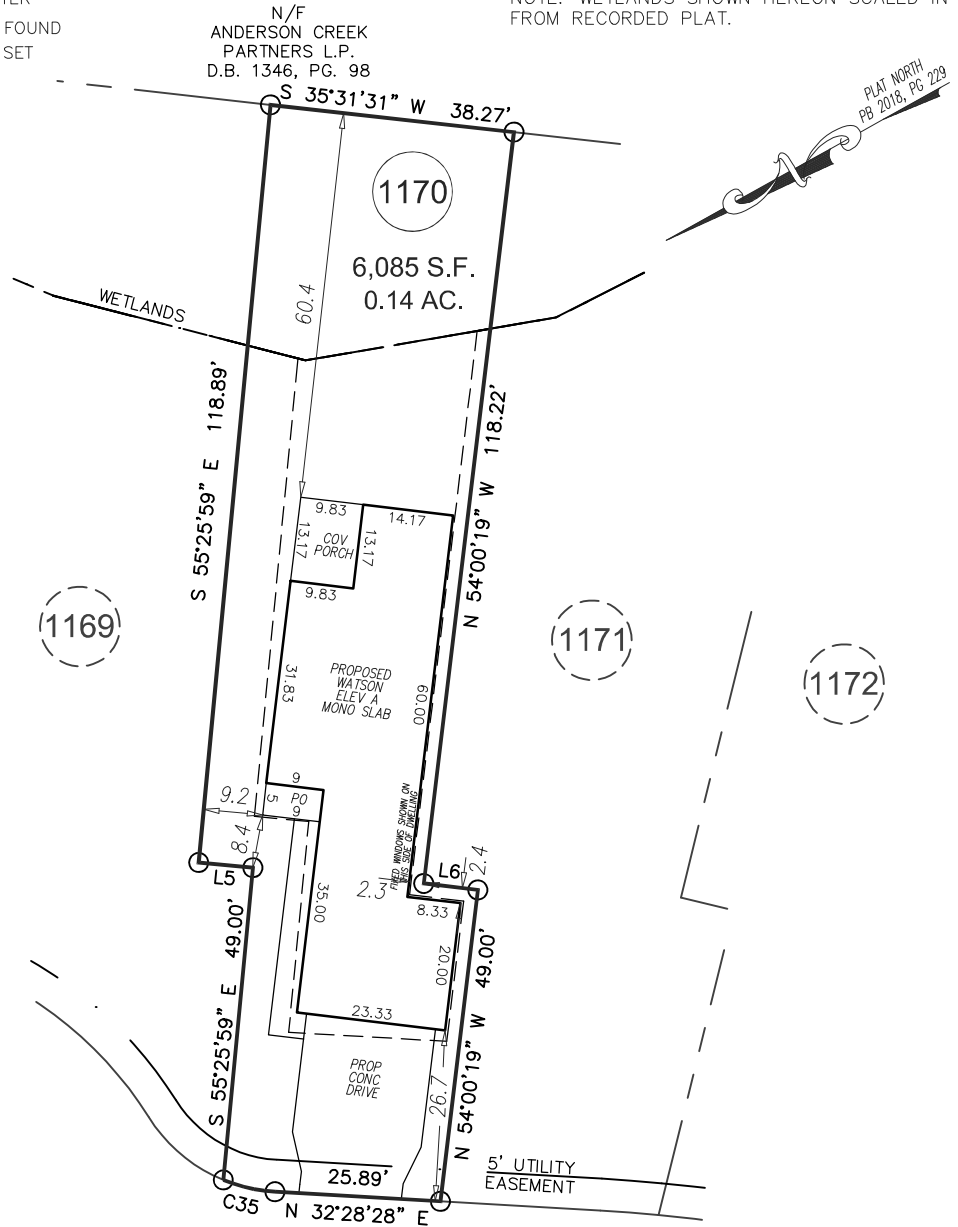 FOUND
SET
N/F
ANDERSON CREEK
PARTNERS L.P.
D.B. 1346, PG. 98
FROM RECORDED PLAT.
PLAT NORTH
PB 2018, PG 229
N
S 35°31'31" W 38.27'
1170
6,085 S.F.
0.14 AC.
60.4
WETLANDS
S 55°25'59" E 118.89'
N 54°00'19" W 118.22'
9.83
14.17
13.17
COV
PORCH
13.17
9.83
1169
1171
1172
PROPOSED
WATSON
ELEV A
MONO SLAB
31.83
60.00
FIXED WINDOWS SHOWN ON
THIS SIDE OF DWELLING
9
9.2
5
PO
9
8.4
L5
L6
2.4
2.3
8.33
35.00
20.00
S 55°25'59" E 49.00'
N 54°00'19" W 49.00'
23.33
PROP
CONC
DRIVE
26.7
25.89'
5' UTILITY
EASEMENT
C35
N 32°28'28" E